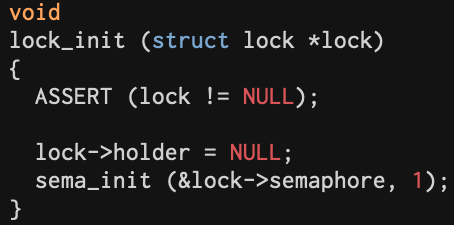 void
lock_init (struct lock *lock)
{
  ASSERT (lock != NULL);

  lock->holder = NULL;
  sema_init (&lock->semaphore, 1);
}